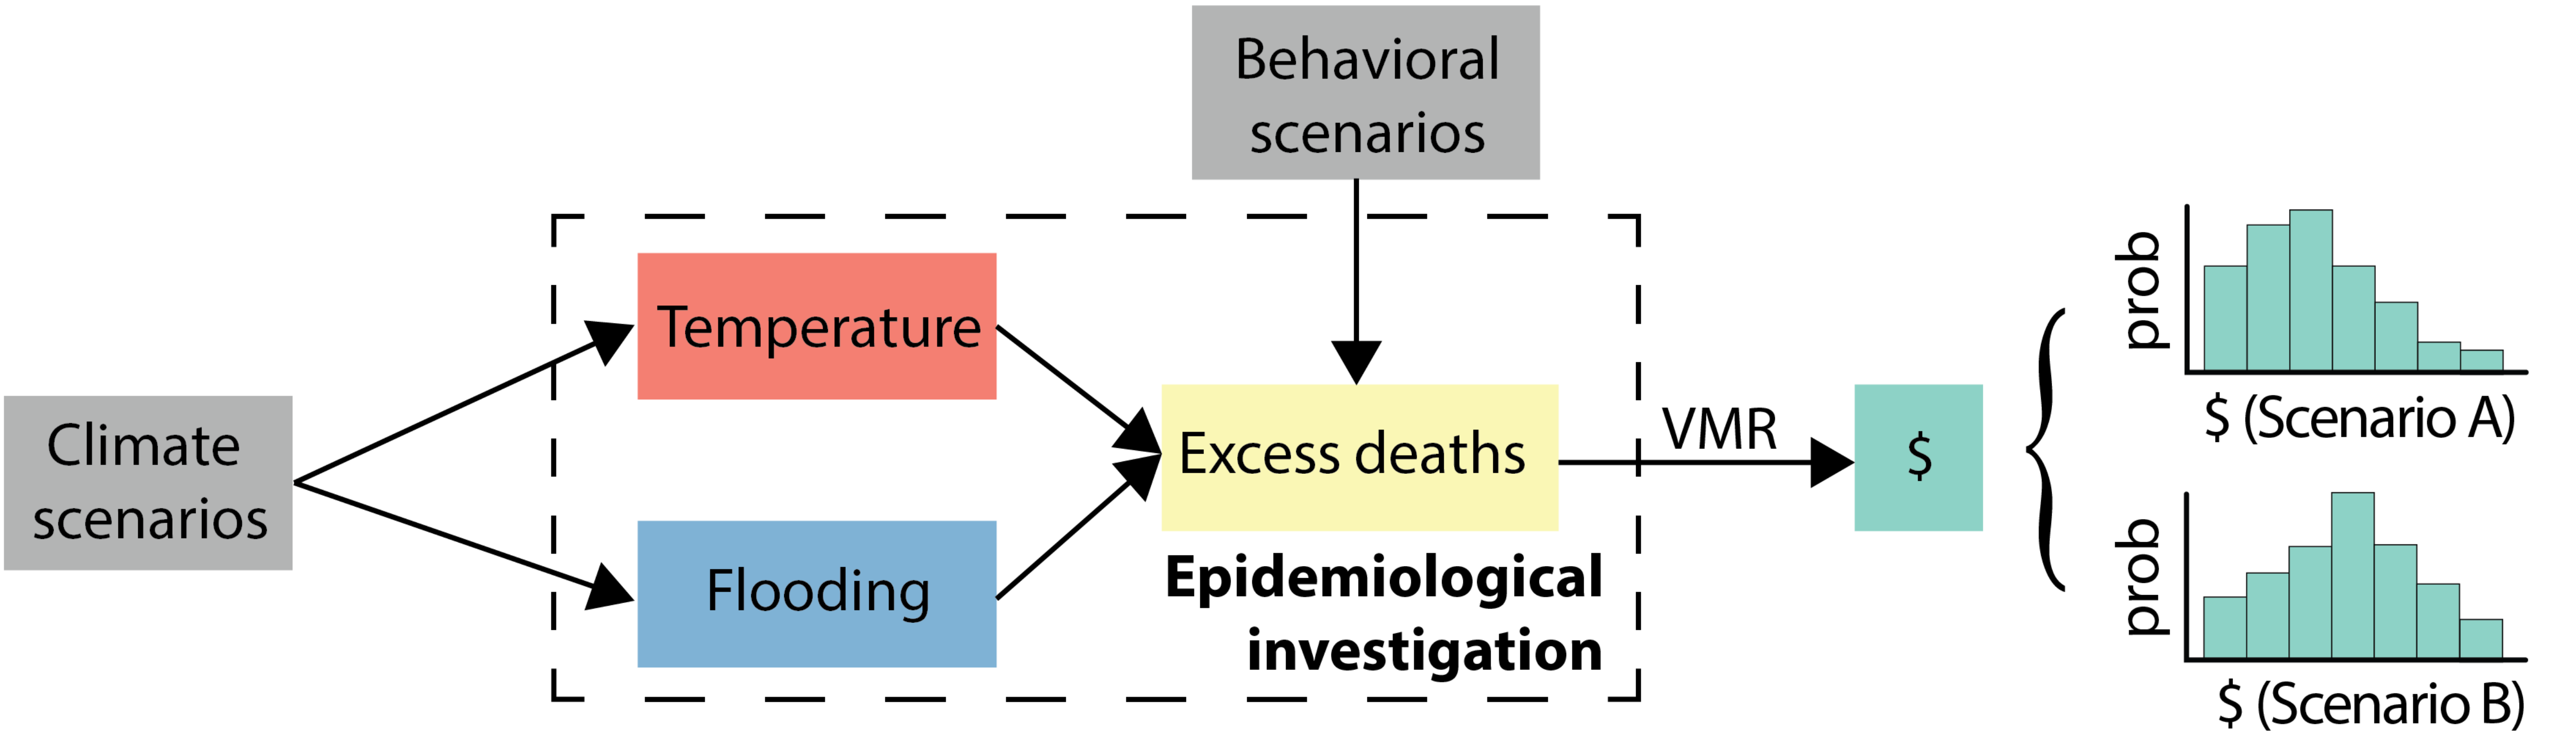 Behavioral
scenarios
Climate
scenarios
Temperature
Flooding
Excess deaths
Epidemiological
investigation
VMR
$
prob
$ (Scenario A)
prob
$ (Scenario B)